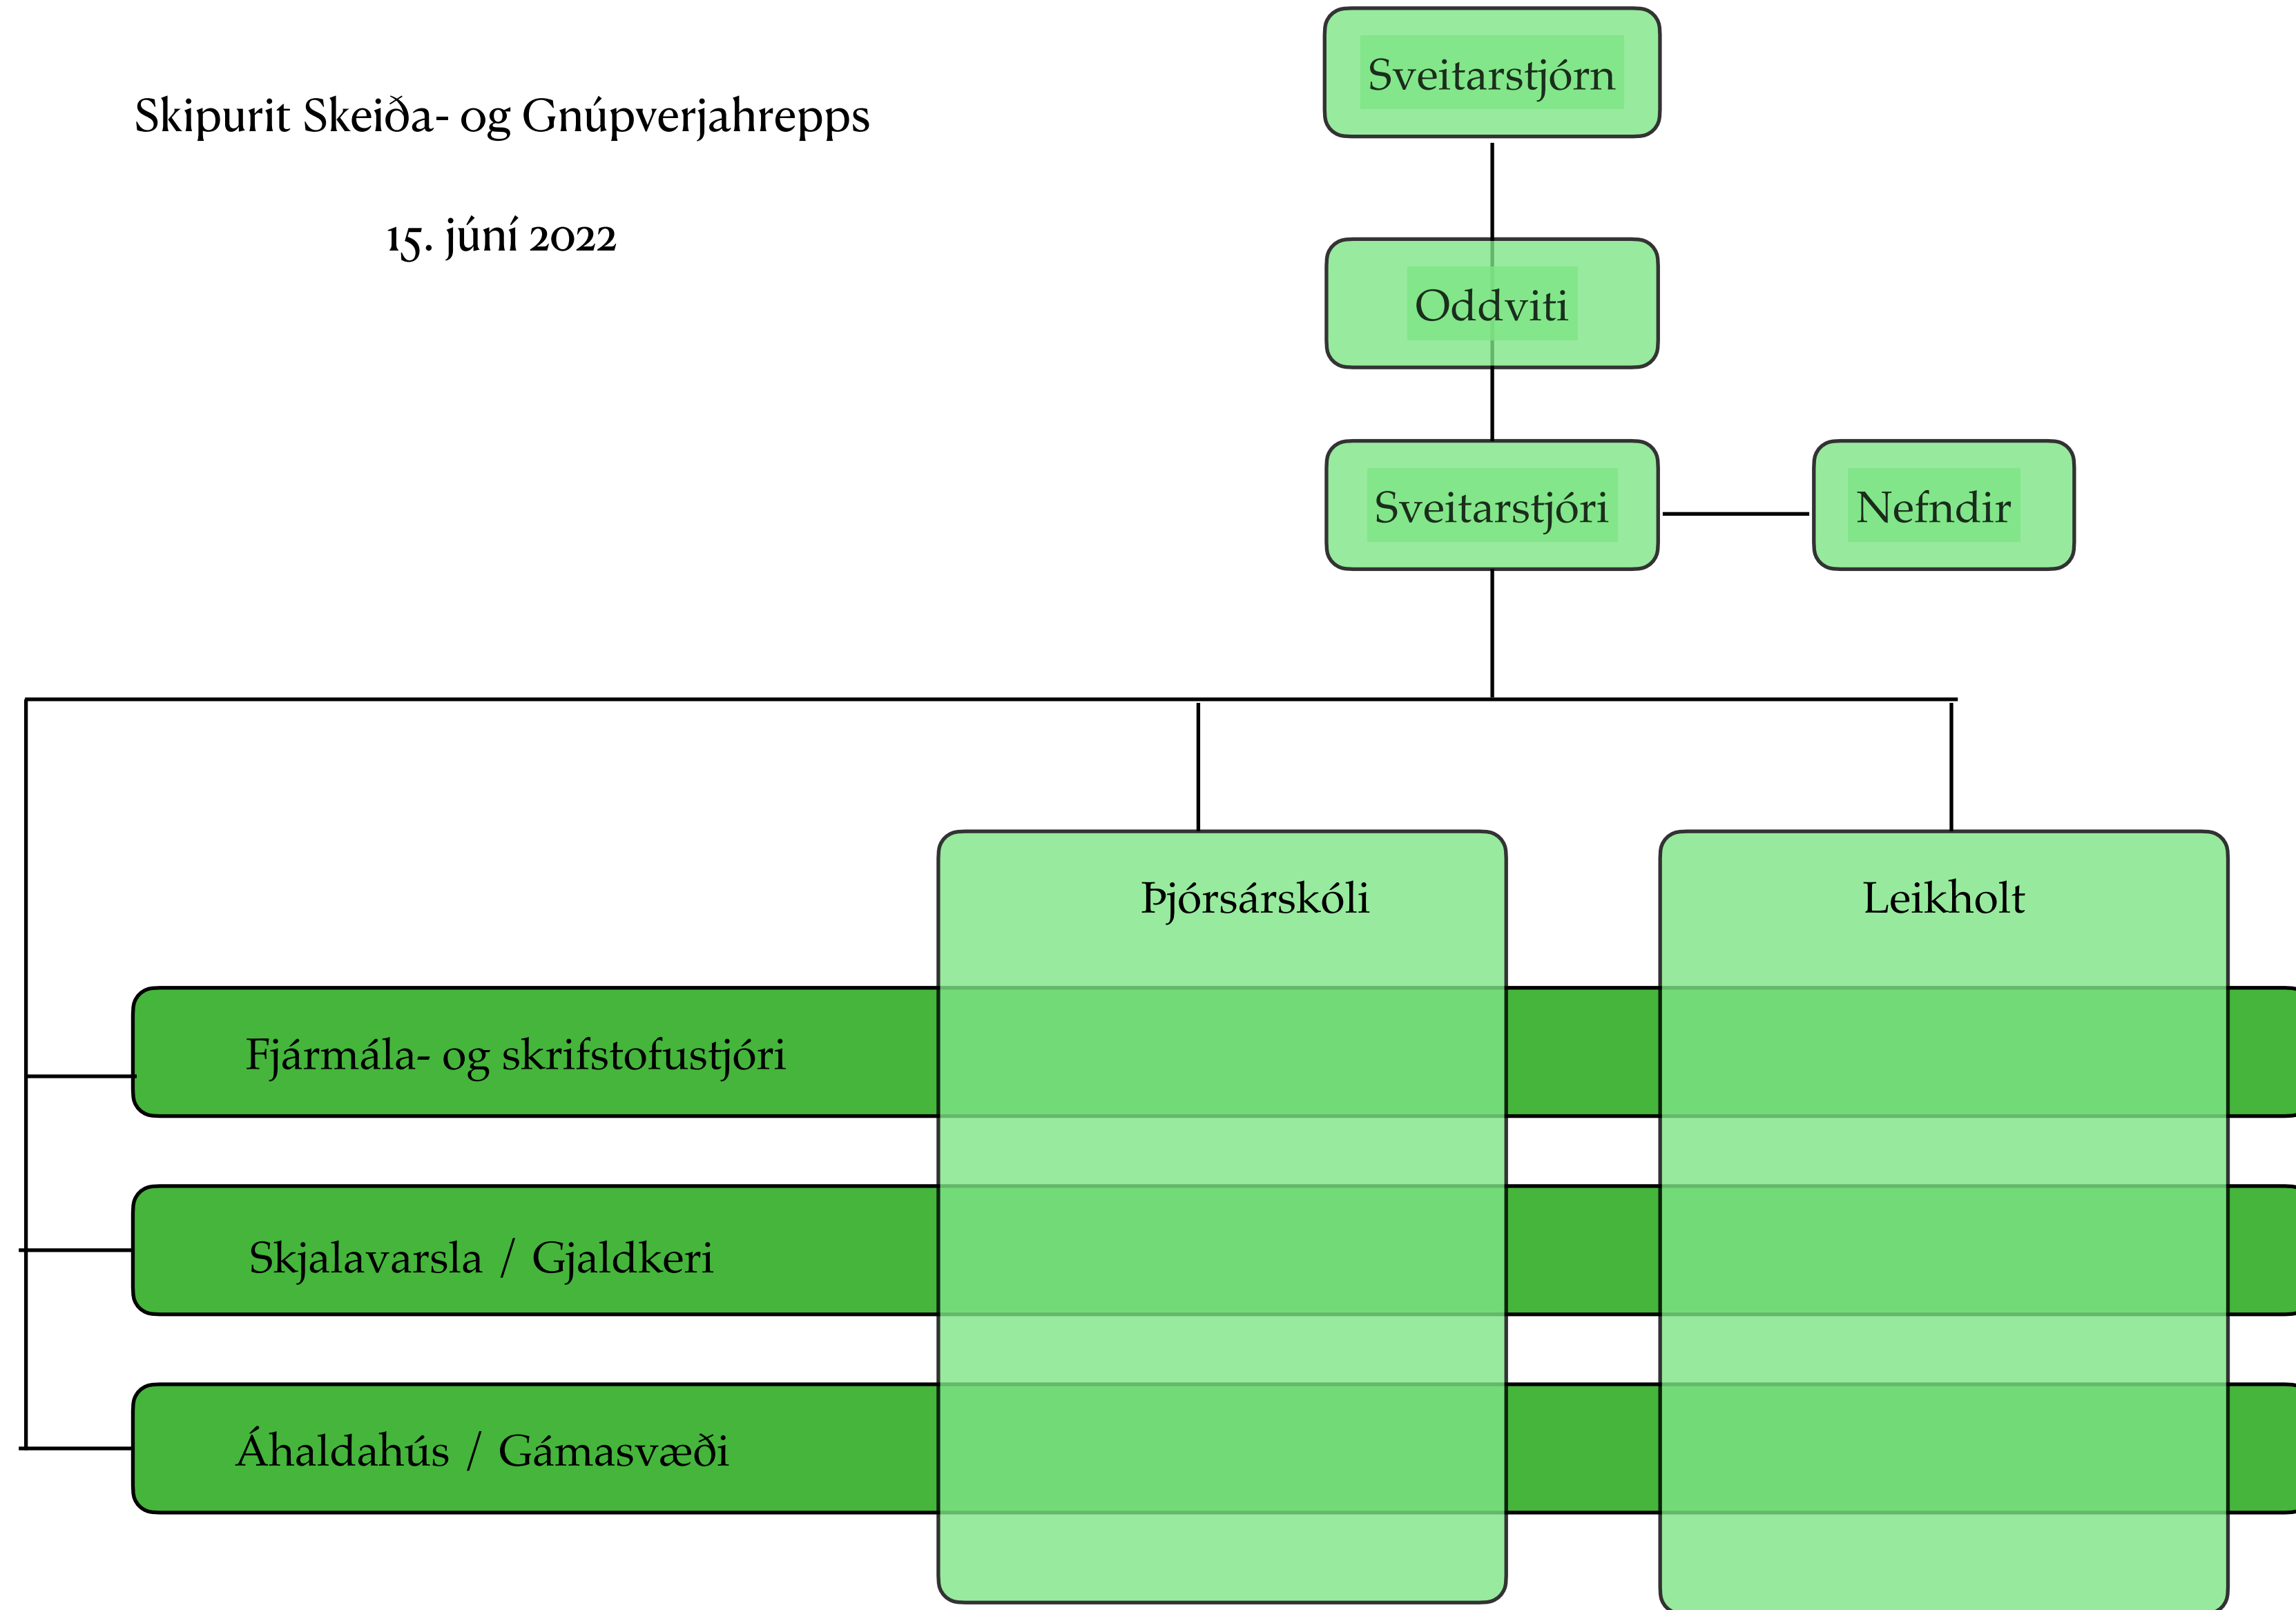 Skipurit Skeiða- og Gnúpverjahrepps
15. júní 2022
Sveitarstjórn
Oddviti
Sveitarstjóri
Nefndir
Þjórsárskóli
Leikholt
Fjármála- og skrifstofustjóri
Skjalavarsla / Gjaldkeri
Áhaldahús / Gámasvæði